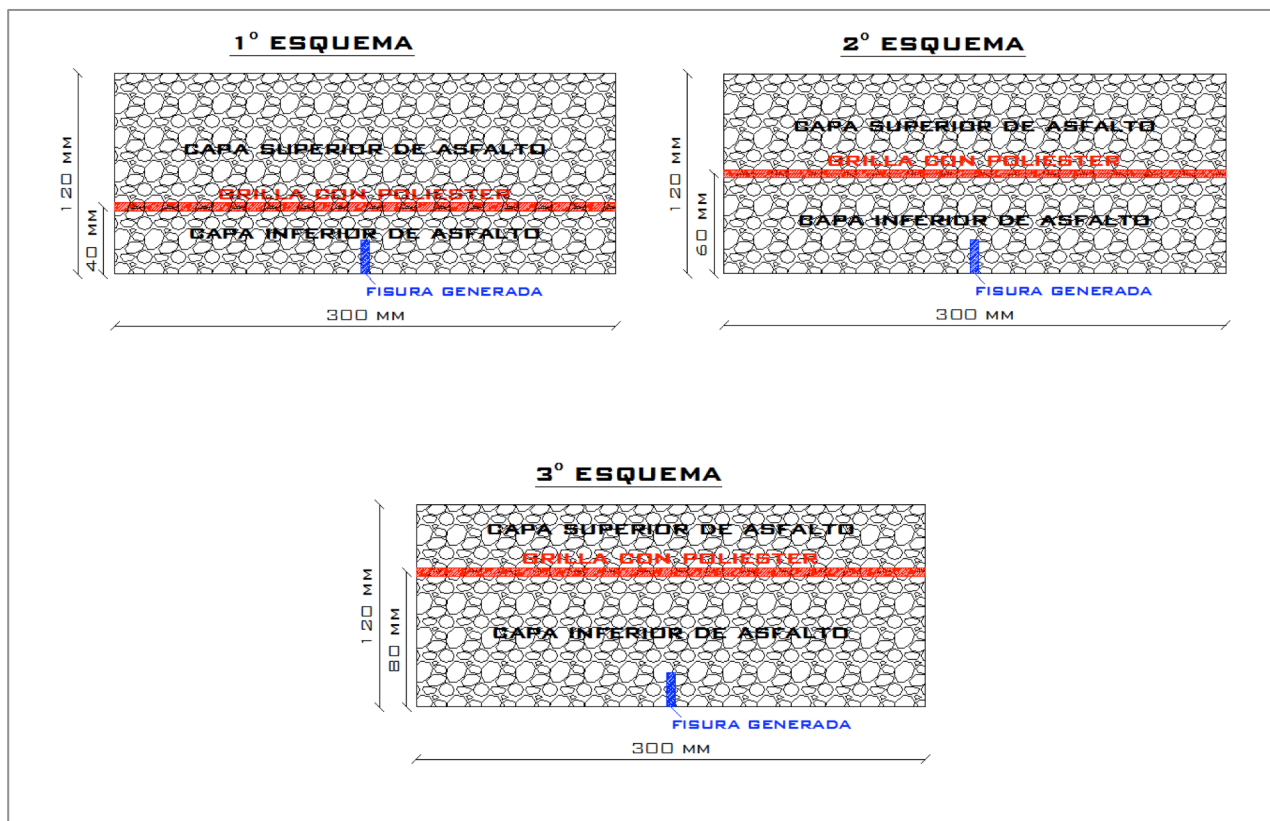 1º ESQUEMA
120 MM
40 MM
CAPA SUPERIOR DE ASFALTO
GRILLA CON POLIESTER
CAPA INFERIOR DE ASFALTO
FISURA GENERADA
300 MM
2º ESQUEMA
120 MM
60 MM
CAPA SUPERIOR DE ASFALTO
GRILLA CON POLIESTER
CAPA INFERIOR DE ASFALTO
FISURA GENERADA
300 MM
3º ESQUEMA
120 MM
80 MM
CAPA SUPERIOR DE ASFALTO
GRILLA CON POLIESTER
CAPA INFERIOR DE ASFALTO
FISURA GENERADA
300 MM